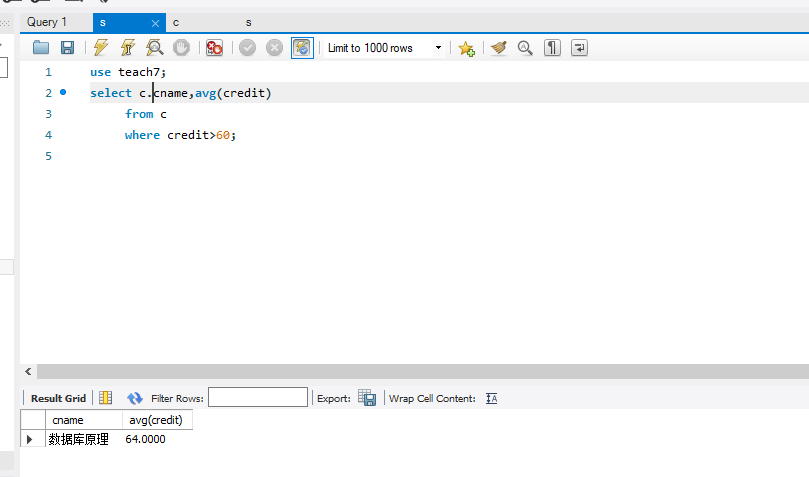 Query 1 s c s
Limit to 1000 rows
1 use teach7;
2 select c.cname,avg(credit)
3 from c
4 where credit>60;
5
Result Grid Filter Rows: Export: Wrap Cell Content:
cname avg(credit)
数据库原理 64.0000